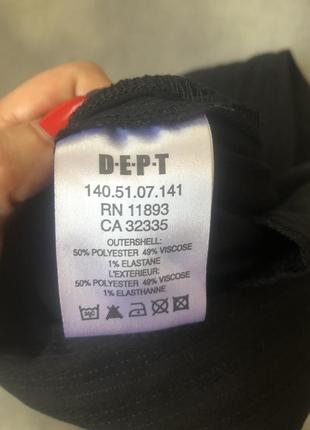 D·E·P·T
140.51.07.141
RN 11893
CA 32335
OUTERSHELL:
50% POLYESTER 49% VISCOSE
1% ELASTANE
L'EXTERIEUR:
50% POLYESTER 49% VISCOSE
1% ELASTHANNE